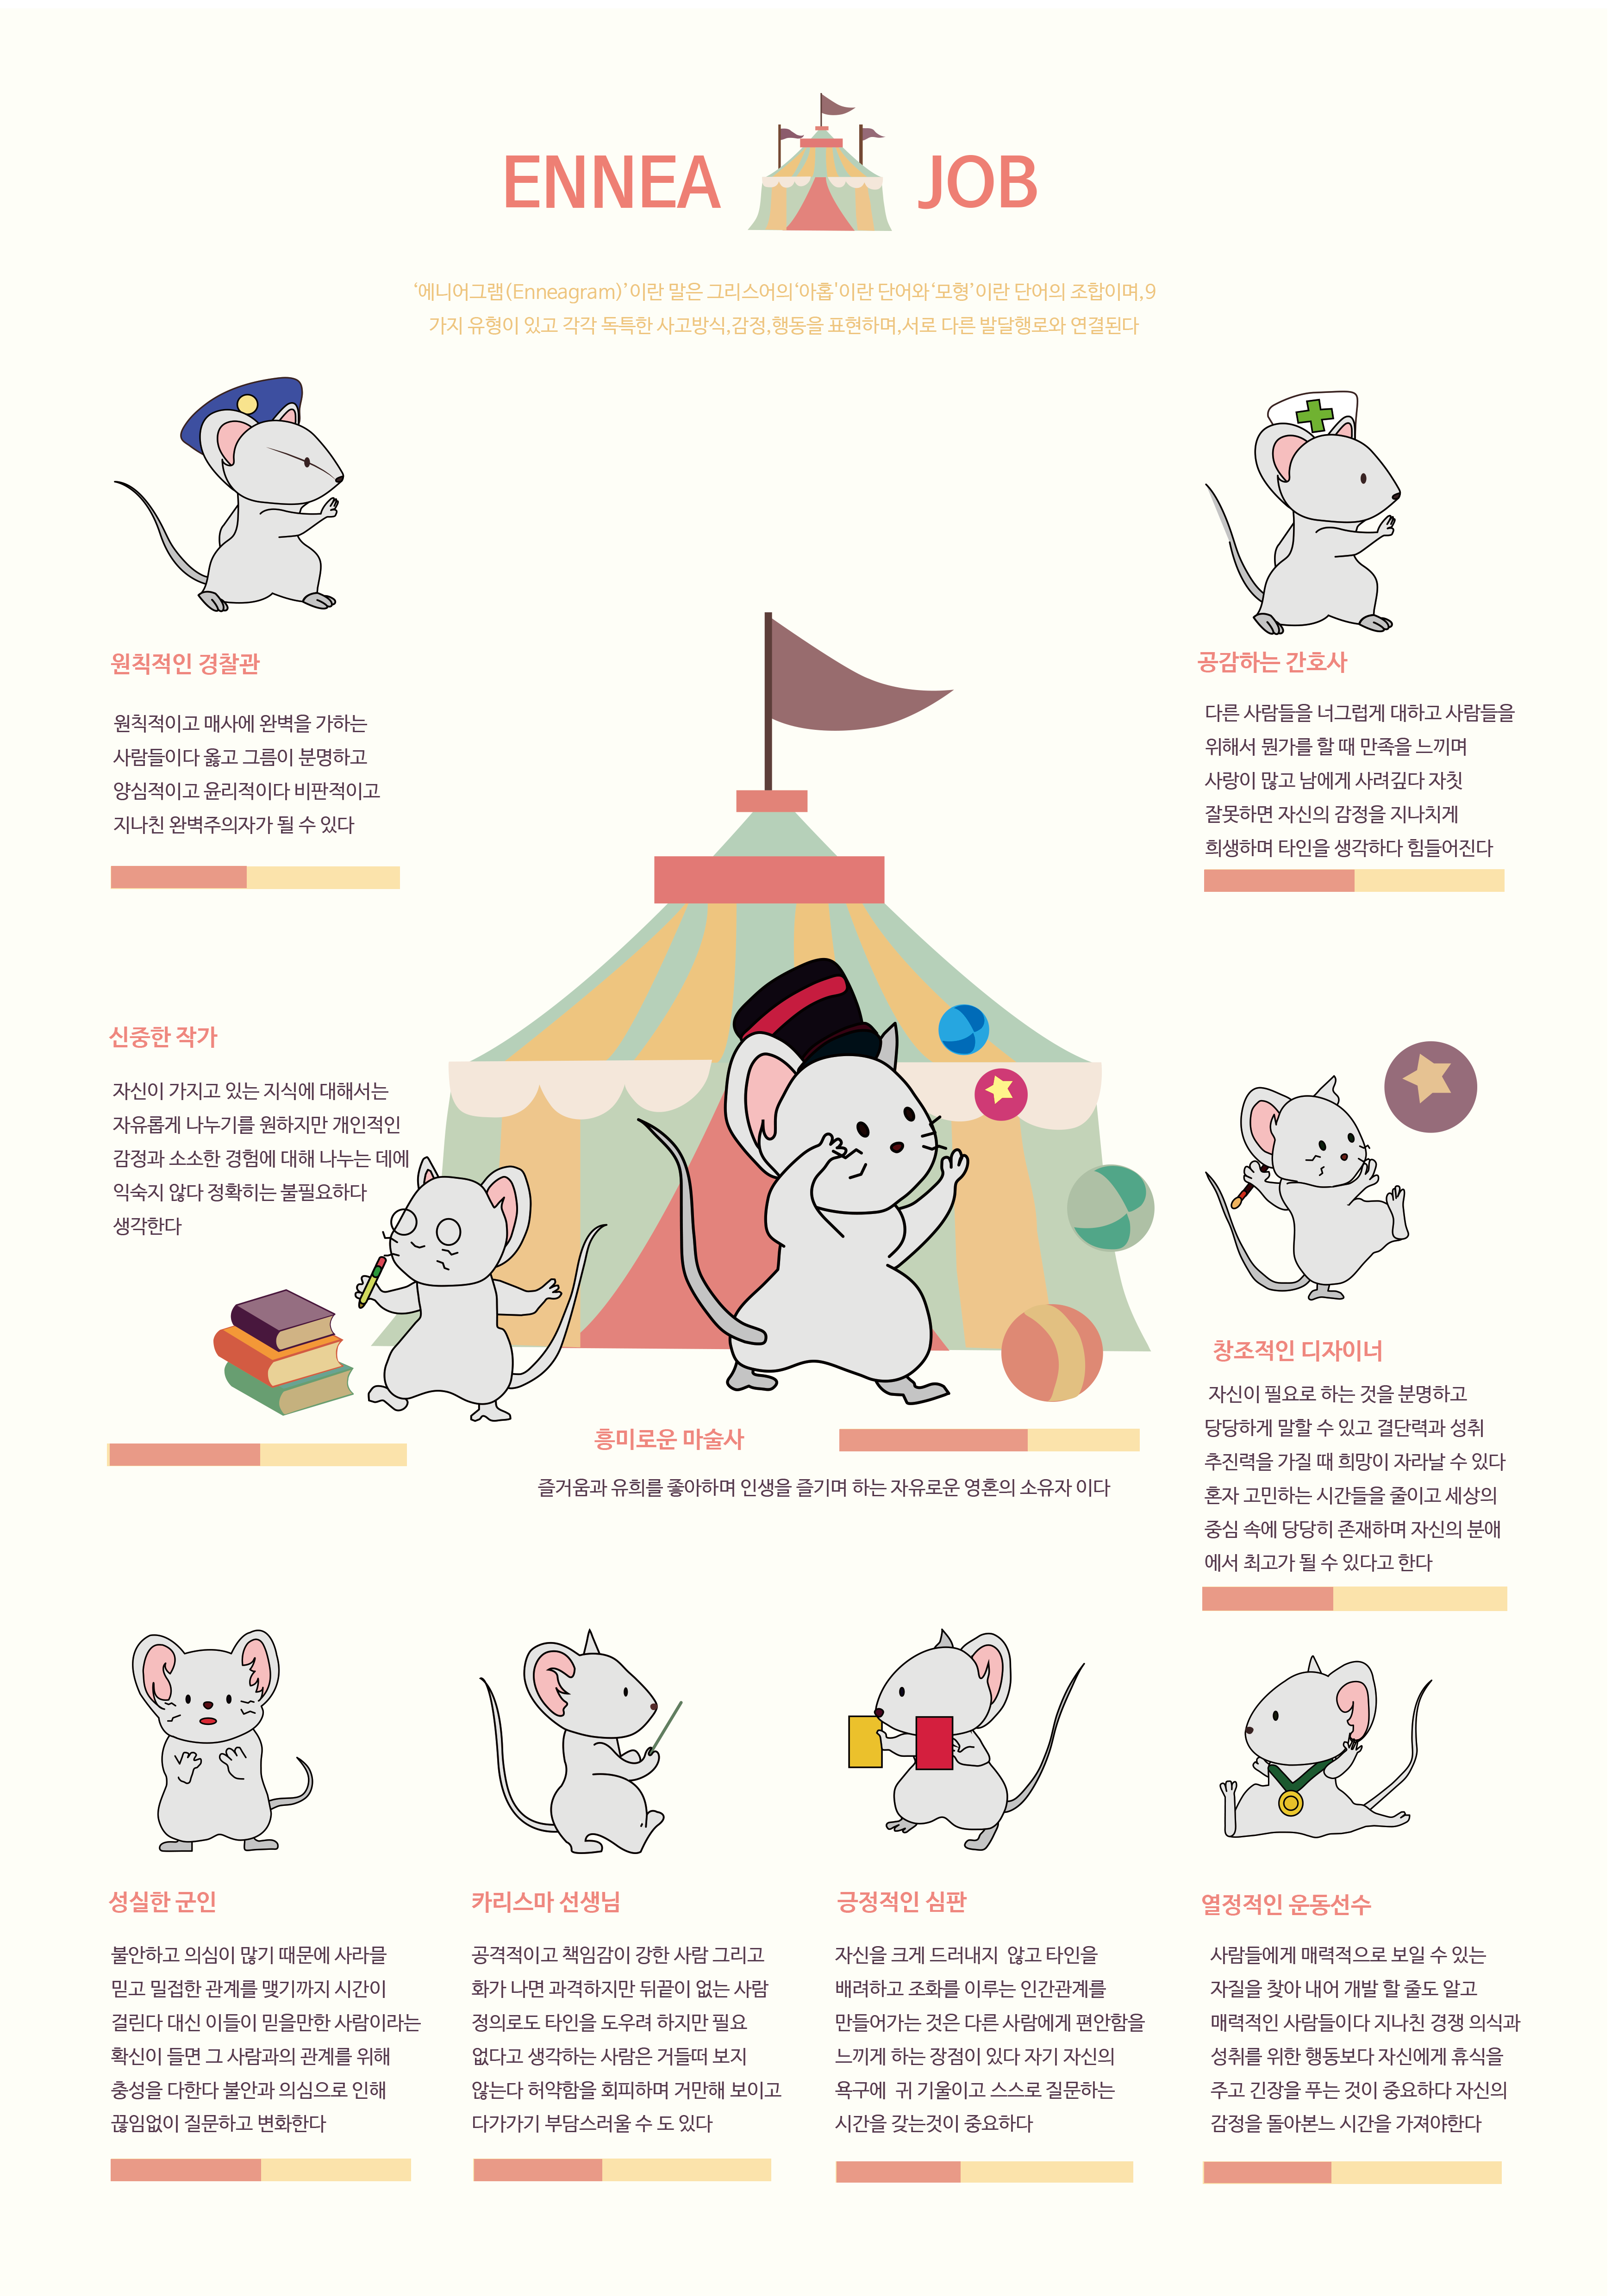 ENNEA JOB
‘에니어그램(Enneagram)’이란 말은 그리스어의‘아홉'이란 단어와‘모형’이란 단어의 조합이며,9
가지 유형이 있고 각각 독특한 사고방식,감정,행동을 표현하며,서로 다른 발달행로와 연결된다
원칙적인 경찰관
원칙적이고 매사에 완벽을 가하는
사람들이다 옳고 그름이 분명하고
양심적이고 윤리적이다 비판적이고
지나친 완벽주의자가 될 수 있다
공감하는 간호사
다른 사람들을 너그럽게 대하고 사람들을
위해서 뭔가를 할 때 만족을 느끼며
사랑이 많고 남에게 사려깊다 자칫
잘못하면 자신의 감정을 지나치게
희생하며 타인을 생각하다 힘들어진다
신중한 작가
자신이 가지고 있는 지식에 대해서는
자유롭게 나누기를 원하지만 개인적인
감정과 소소한 경험에 대해 나누는 데에
익숙지 않다 정확히는 불필요하다
생각한다
흥미로운 마술사
즐거움과 유희를 좋아하며 인생을 즐기며 하는 자유로운 영혼의 소유자 이다
창조적인 디자이너
자신이 필요로 하는 것을 분명하고
당당하게 말할 수 있고 결단력과 성취
추진력을 가질 때 희망이 자라날 수 있다
혼자 고민하는 시간들을 줄이고 세상의
중심 속에 당당히 존재하며 자신의 분애
에서 최고가 될 수 있다고 한다
성실한 군인
불안하고 의심이 많기 때문에 사라믈
믿고 밀접한 관계를 맺기까지 시간이
걸린다 대신 이들이 믿을만한 사람이라는
확신이 들면 그 사람과의 관계를 위해
충성을 다한다 불안과 의심으로 인해
끊임없이 질문하고 변화한다
카리스마 선생님
공격적이고 책임감이 강한 사람 그리고
화가 나면 과격하지만 뒤끝이 없는 사람
정의로도 타인을 도우려 하지만 필요
없다고 생각하는 사람은 거들떠 보지
않는다 허약함을 회피하며 거만해 보이고
다가가기 부담스러울 수 도 있다
긍정적인 심판
자신을 크게 드러내지 않고 타인을
배려하고 조화를 이루는 인간관계를
만들어가는 것은 다른 사람에게 편안함을
느끼게 하는 장점이 있다 자기 자신의
욕구에 귀 기울이고 스스로 질문하는
시간을 갖는것이 중요하다
열정적인 운동선수
사람들에게 매력적으로 보일 수 있는
자질을 찾아 내어 개발 할 줄도 알고
매력적인 사람들이다 지나친 경쟁 의식과
성취를 위한 행동보다 자신에게 휴식을
주고 긴장을 푸는 것이 중요하다 자신의
감정을 돌아본느 시간을 가져야한다